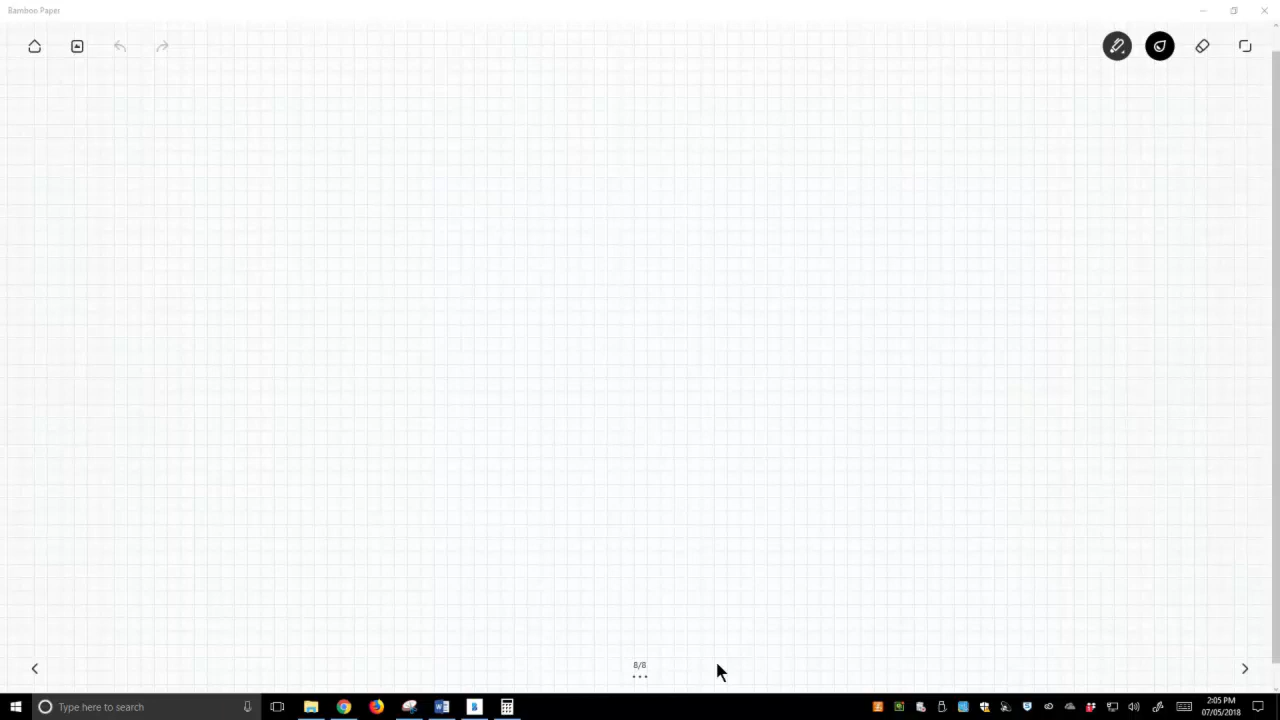 Bamboo Paper
8/8
Type here to search
2:05 PM
07/05/2018